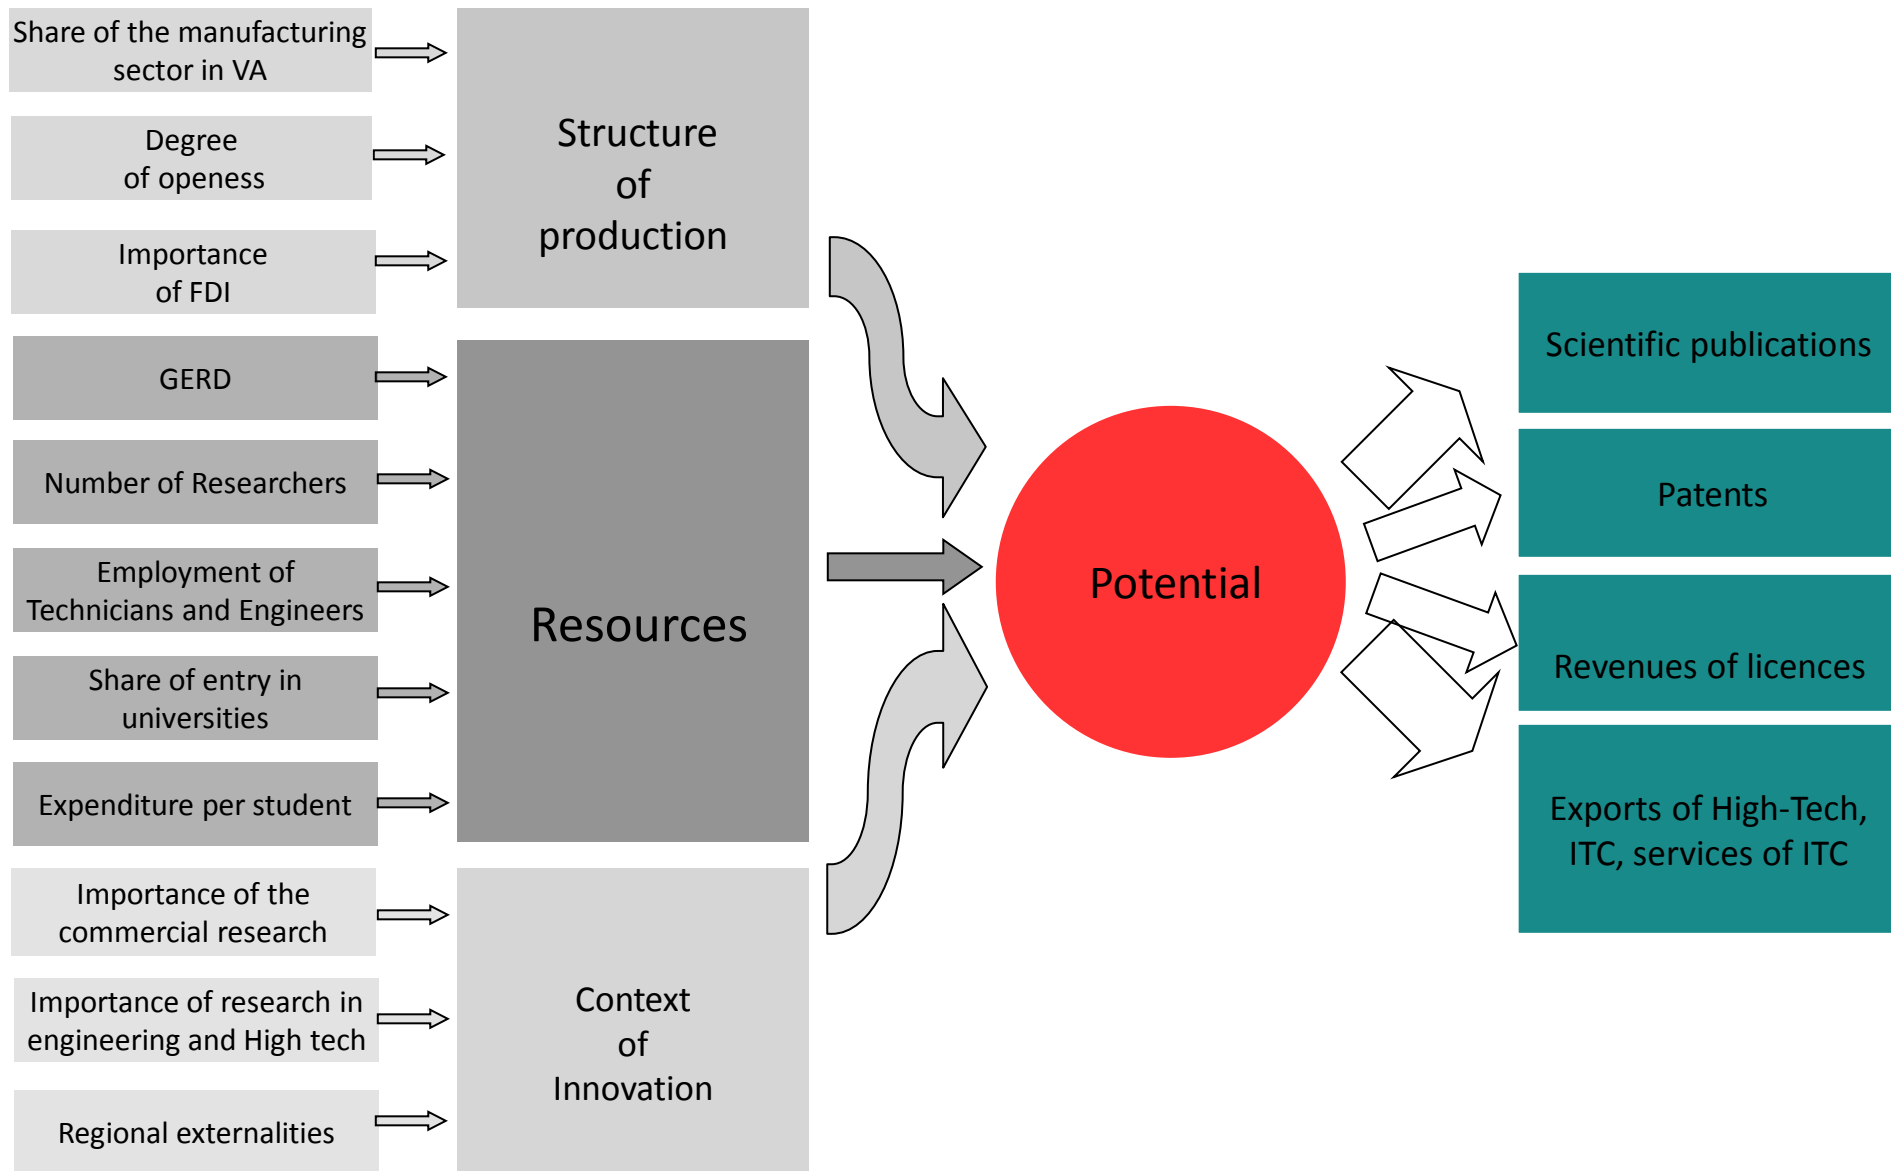 Share of the manufacturing
sector in VA
Degree
of openess
Importance
of FDI
GERD
Number of Researchers
Employment of
Technicians and Engineers
Share of entry in
universities
Expenditure per student
Importance of the
commercial research
Importance of research in
engineering and High tech
Regional externalities
Structure
of
production
Resources
Context
of
Innovation
Potential
Scientific publications
Patents
Revenues of licences
Exports of High-Tech,
ITC, services of ITC